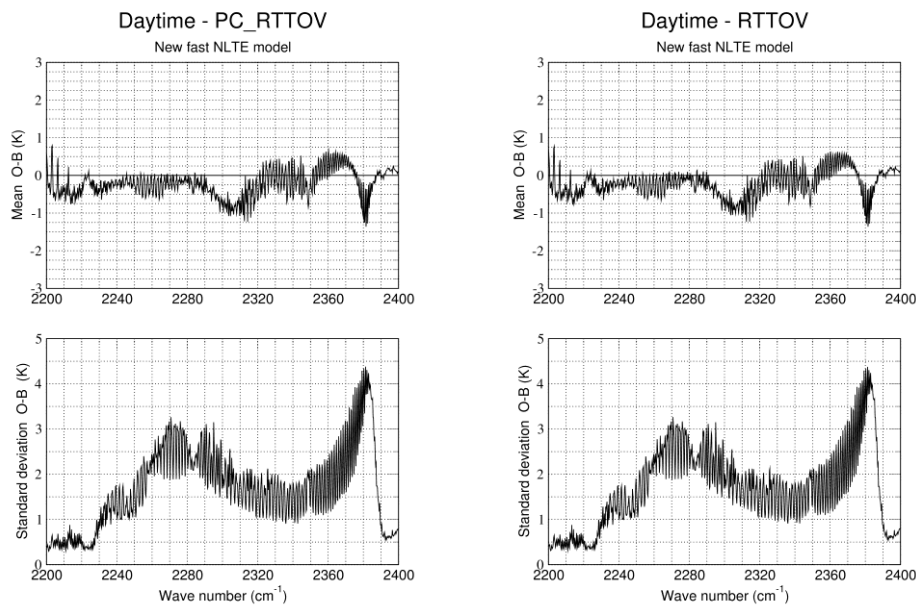 Daytime - PC_RTTOV
New fast NLTE model
3
2
1
0
-1
-2
-3
Mean O-B (K)
2200 2240 2280 2320 2360 2400
5
4
3
2
1
0
Standard deviation O-B (K)
2200 2240 2280 2320 2360 2400
Wave number (cm⁻¹)
Daytime - RTTOV
New fast NLTE model
3
2
1
0
-1
-2
-3
Mean O-B (K)
2200 2240 2280 2320 2360 2400
5
4
3
2
1
0
Standard deviation O-B (K)
2200 2240 2280 2320 2360 2400
Wave number (cm⁻¹)